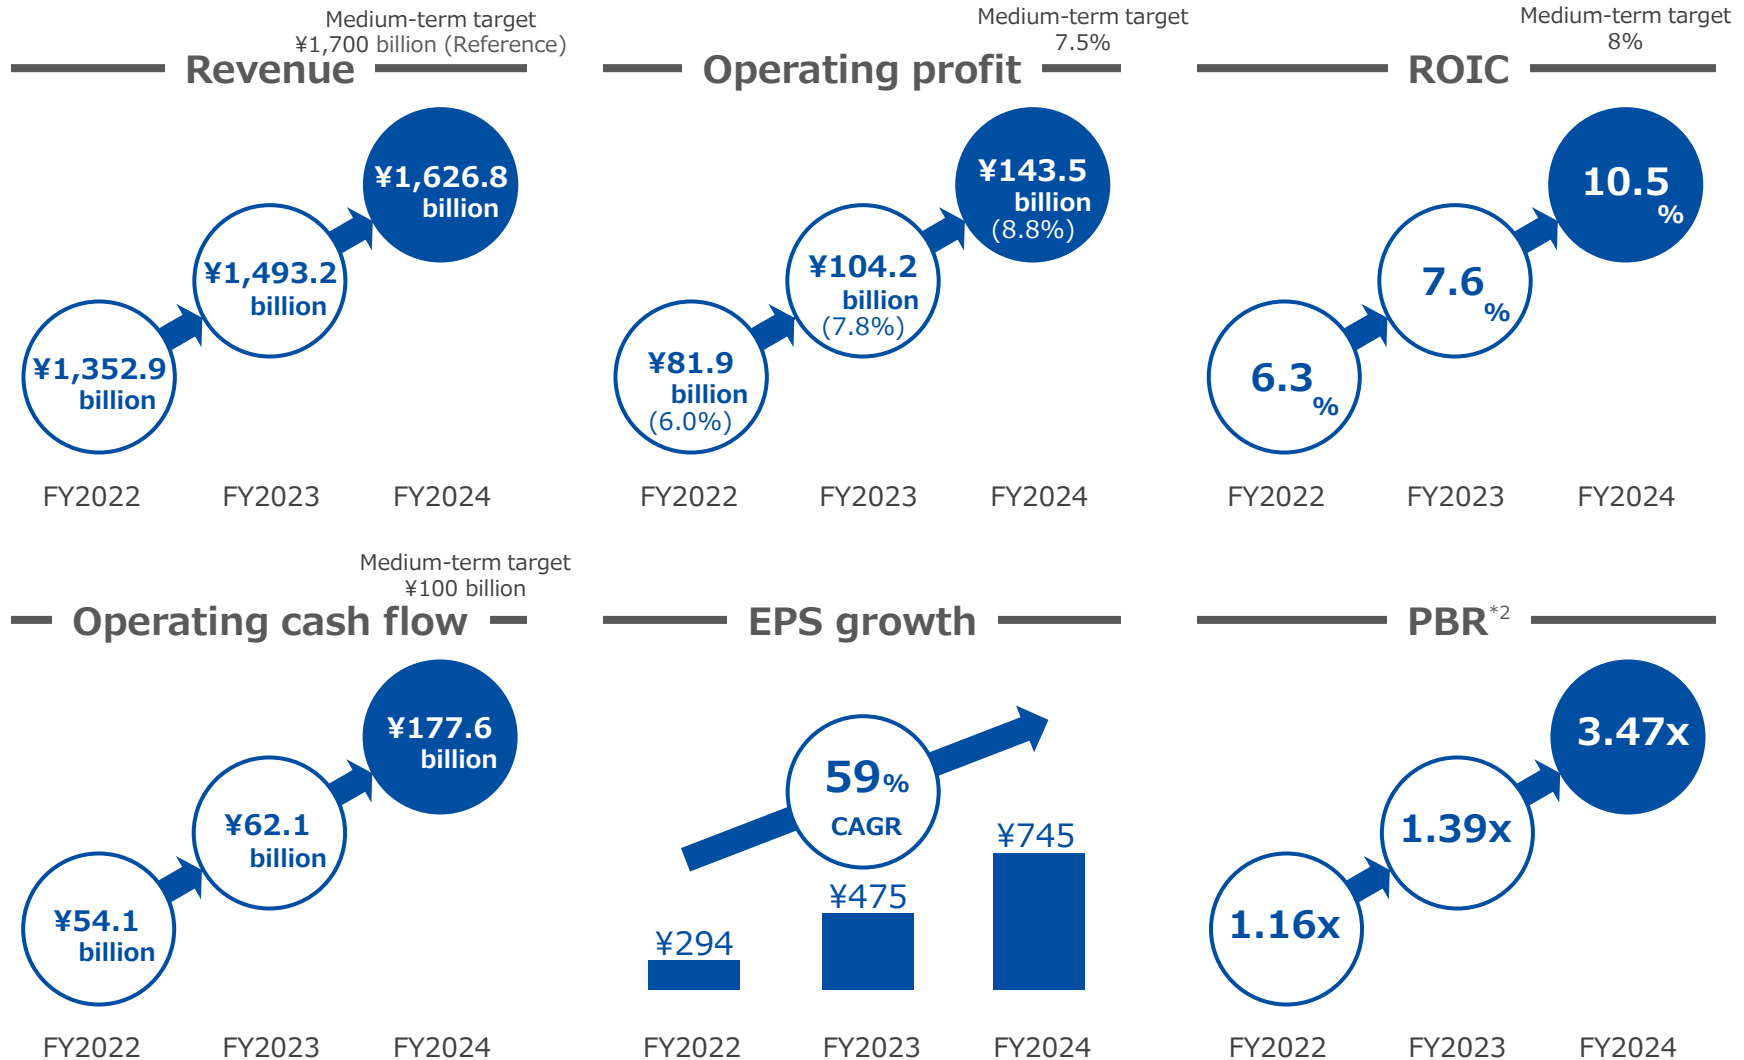 Medium-term target
¥1,700 billion (Reference)
Revenue
¥1,352.9
billion
¥1,493.2
billion
¥1,626.8
billion
FY2022
FY2023
FY2024
Medium-term target
7.5%
Operating profit
¥81.9
billion
(6.0%)
¥104.2
billion
(7.8%)
¥143.5
billion
(8.8%)
FY2022
FY2023
FY2024
Medium-term target
8%
ROIC
6.3%
7.6%
10.5%
FY2022
FY2023
FY2024
Medium-term target
¥100 billion
Operating cash flow
¥54.1
billion
¥62.1
billion
¥177.6
billion
FY2022
FY2023
FY2024
EPS growth
59%
CAGR
¥294
¥475
¥745
FY2022
FY2023
FY2024
PBR*2
1.16x
1.39x
3.47x
FY2022
FY2023
FY2024